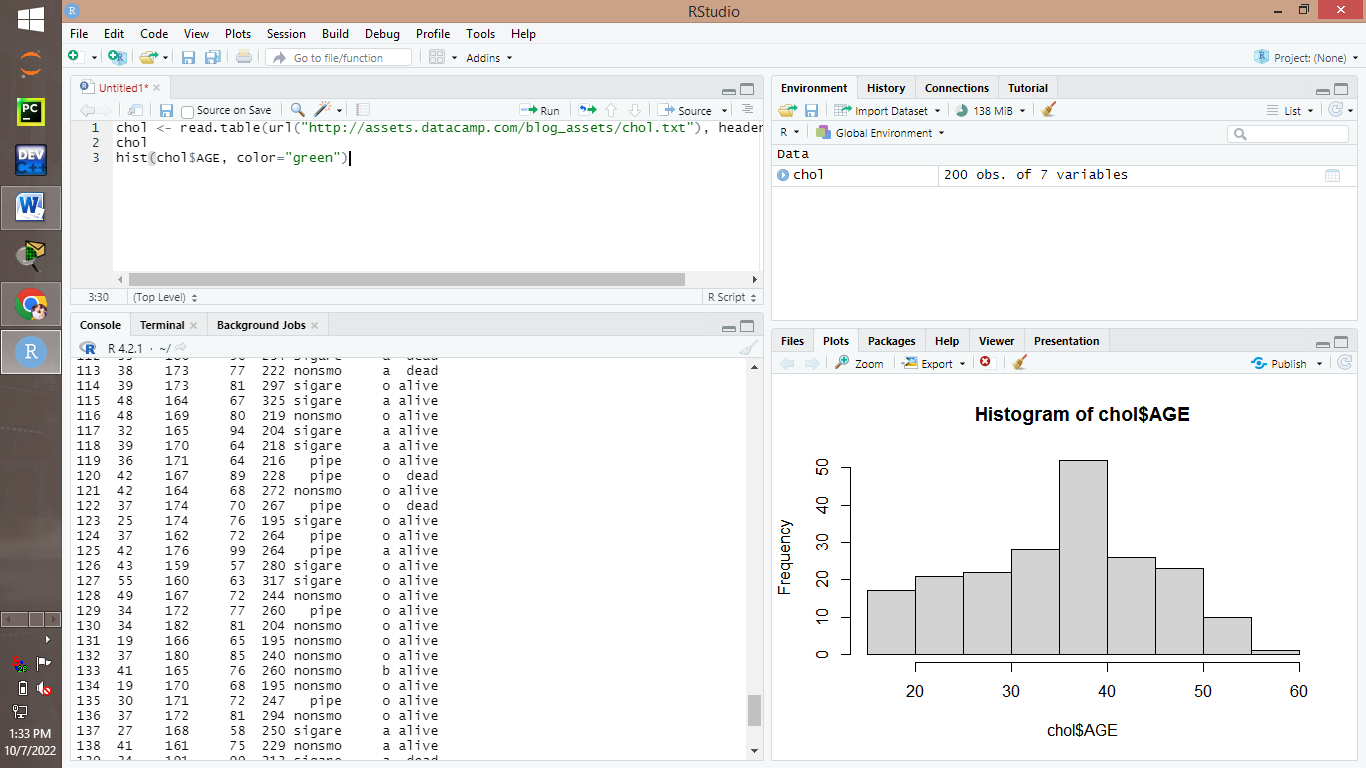 RStudio
File Edit Code View Plots Session Build Debug Profile Tools Help
Go to file/function Addins Project: (None)
Untitled1*
Source on Save Run Source
1 chol <- read.table(url("http://assets.datacamp.com/blog_assets/chol.txt"), header
2 chol
3 hist(chol$AGE, color="green")
3:30 (Top Level) R Script
Console Terminal Background Jobs
R 4.2.1 · ~/
113 38 173 77 222 nonsmo a dead
114 39 173 81 297 sigare o alive
115 48 164 67 325 sigare a alive
116 48 169 80 219 nonsmo o alive
117 32 165 94 204 sigare a alive
118 39 170 64 218 sigare a alive
119 36 171 64 216 pipe o alive
120 42 167 89 228 pipe o dead
121 42 164 68 272 nonsmo o alive
122 37 174 70 267 pipe o dead
123 25 174 76 195 sigare o alive
124 37 162 72 264 pipe o alive
125 42 176 99 264 pipe a alive
126 43 159 57 280 sigare o alive
127 55 160 63 317 sigare o alive
128 49 167 72 244 nonsmo o alive
129 34 172 77 260 pipe o alive
130 34 182 81 204 nonsmo o alive
131 19 166 65 195 nonsmo o alive
132 37 180 85 240 nonsmo o alive
133 41 165 76 260 nonsmo b alive
134 19 170 68 195 nonsmo o alive
135 30 171 72 247 pipe o alive
136 37 172 81 294 nonsmo o alive
137 27 168 58 250 sigare a alive
138 41 161 75 229 nonsmo a alive
Environment History Connections Tutorial
Import Dataset 138 MiB List
R Global Environment
Data
chol 200 obs. of 7 variables
Files Plots Packages Help Viewer Presentation
Zoom Export Publish
Histogram of chol$AGE
Frequency
0 10 20 30 40 50
20 30 40 50 60
chol$AGE
PC
DEV
C++
W
R
1:33 PM
10/7/2022